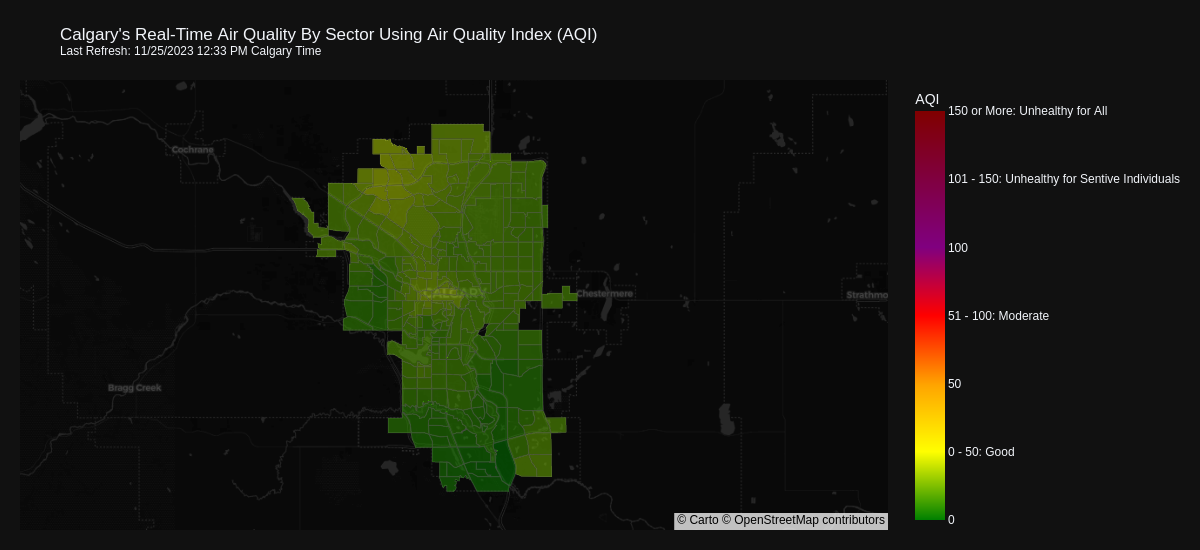 Calgary's Real-Time Air Quality By Sector Using Air Quality Index (AQI)
Last Refresh: 11/25/2023 12:33 PM Calgary Time
AQI
150 or More: Unhealthy for All
Cochrane
101 - 150: Unhealthy for Sentive Individuals
100
CALGARY
Chestermere
Strathmo
51 - 100: Moderate
50
Bragg Creek
0 - 50: Good
0
© Carto © OpenStreetMap contributors